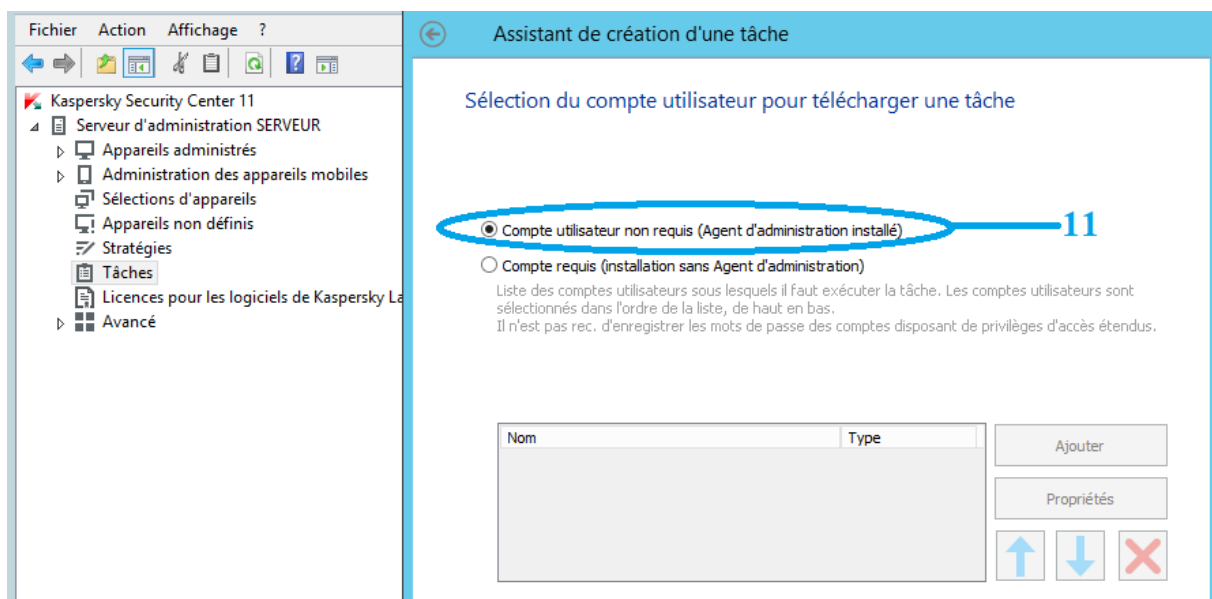 Fichier Action Affichage ?
Assistant de création d'une tâche
Kaspersky Security Center 11
Serveur d'administration SERVEUR
Appareils administrés
Administration des appareils mobiles
Sélections d'appareils
Appareils non définis
Stratégies
Tâches
Licences pour les logiciels de Kaspersky La
Avancé
Sélection du compte utilisateur pour télécharger une tâche
Compte utilisateur non requis (Agent d'administration installé)
11
Compte requis (installation sans Agent d'administration)
Liste des comptes utilisateurs sous lesquels il faut exécuter la tâche. Les comptes utilisateurs sont
sélectionnés dans l'ordre de la liste, de haut en bas.
Il n'est pas rec. d'enregistrer les mots de passe des comptes disposant de privilèges d'accès étendus.
Nom Type
Ajouter
Propriétés